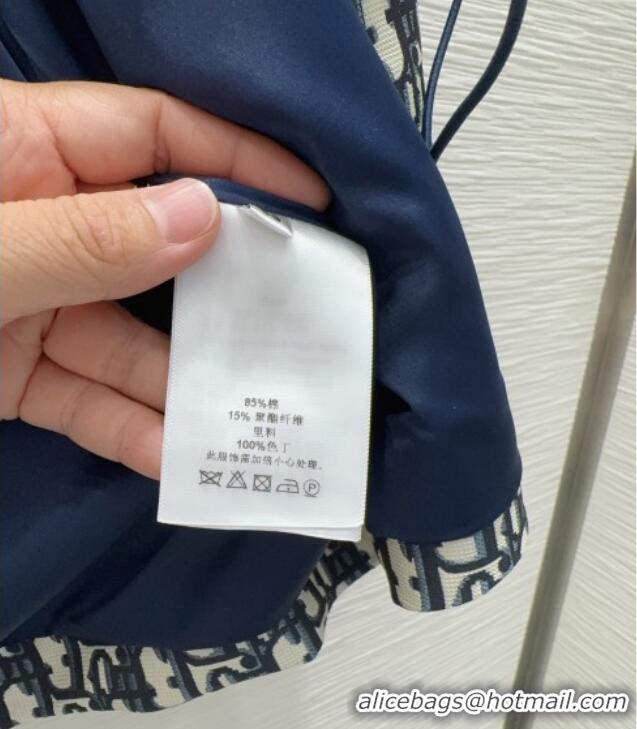 85%棉
15% 聚酯纤维
里料
100%色丁
此服饰需加倍小心处理。
P
alicebags@hotmail.com